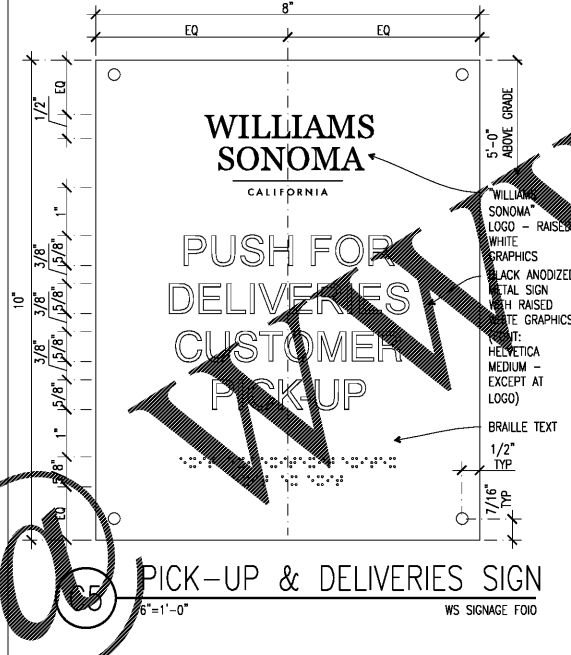 8"
EQ EQ
1/2" EQ
5'-0"
ABOVE GRADE
WILLIAMS
SONOMA
CALIFORNIA
"WILLIAMS
SONOMA"
LOGO – RAISED
WHITE
GRAPHICS
1"
3/8" 5/8"
3/8" 5/8"
3/8" 5/8"
5/8"
1"
5/8"
EQ
10"
PUSH FOR
DELIVERIES
CUSTOMER
PICK-UP
BLACK ANODIZED
METAL SIGN
WITH RAISED
WHITE GRAPHICS
HELVETICA
MEDIUM –
EXCEPT AT
LOGO)
BRAILLE TEXT
1/2"
TYP
7/16"
TYP
@WWW
PICK-UP & DELIVERIES SIGN
6"=1'-0" WS SIGNAGE